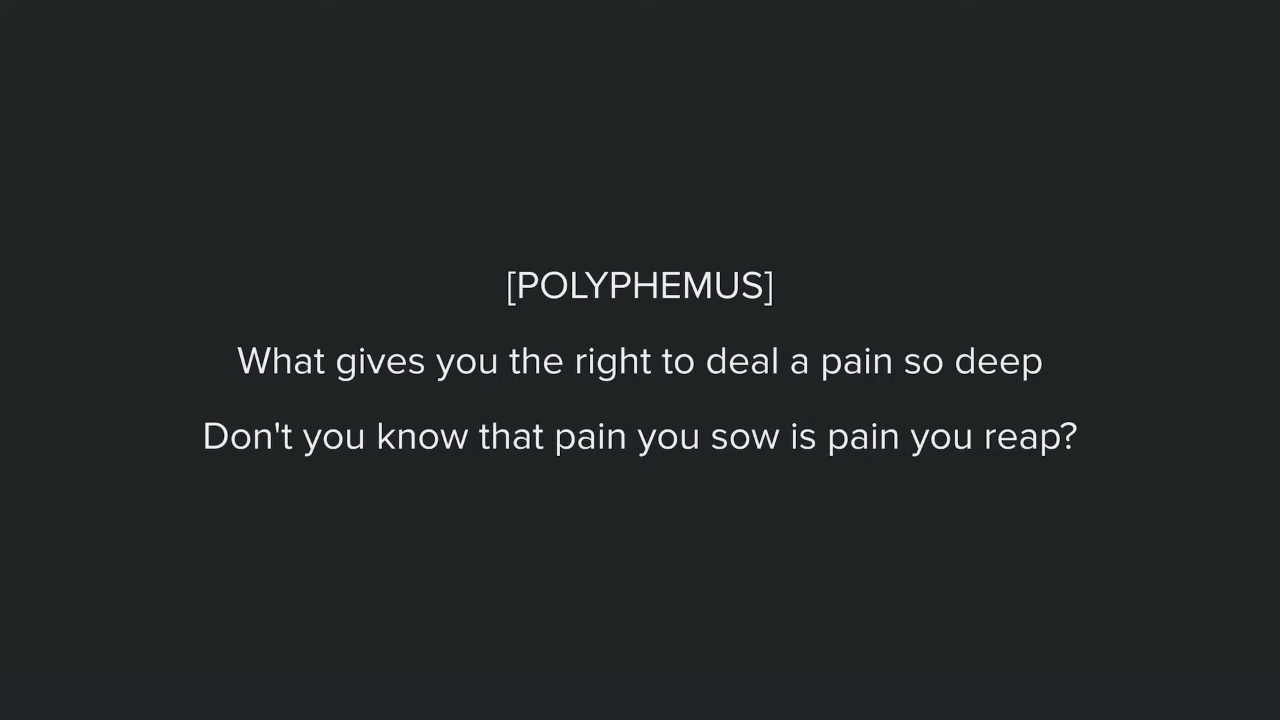 [POLYPHEMUS]
What gives you the right to deal a pain so deep
Don't you know that pain you sow is pain you reap?